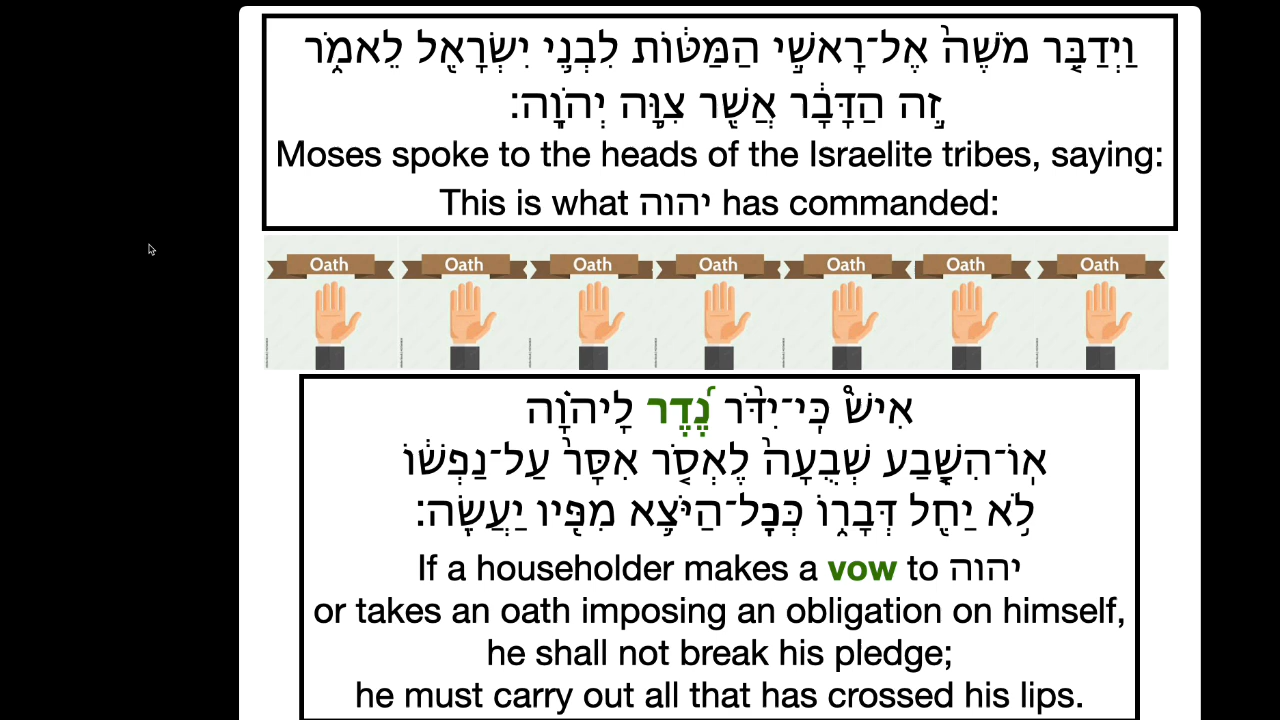 וַיְדַבֵּ֤ר מֹשֶׁה֙ אֶל־רָאשֵׁ֣י הַמַּטּ֔וֹת לִבְנֵ֥י יִשְׂרָאֵ֖ל לֵאמֹ֑ר
זֶ֣ה הַדָּבָ֔ר אֲשֶׁ֖ר צִוָּ֥ה יְהֹוָֽה׃
Moses spoke to the heads of the Israelite tribes, saying:
This is what יהוה has commanded:
Oath Oath Oath Oath Oath Oath Oath
אִישׁ֩ כִּֽי־יִדֹּ֨ר נֶ֜דֶר לַֽיהֹוָ֗ה
אֽוֹ־הִשָּׁ֤בַע שְׁבֻעָה֙ לֶאְסֹ֤ר אִסָּר֙ עַל־נַפְשׁ֔וֹ
לֹ֥א יַחֵ֖ל דְּבָר֑וֹ כְּכׇל־הַיֹּצֵ֥א מִפִּ֖יו יַעֲשֶֽׂה׃
If a householder makes a vow to יהוה
or takes an oath imposing an obligation on himself,
he shall not break his pledge;
he must carry out all that has crossed his lips.